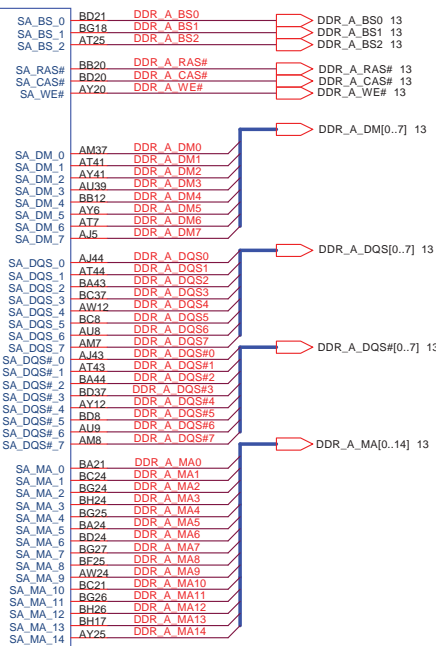 SA_BS_0 BD21 DDR_A_BS0 DDR_A_BS0 13
SA_BS_1 BG18 DDR_A_BS1 DDR_A_BS1 13
SA_BS_2 AT25 DDR_A_BS2 DDR_A_BS2 13
SA_RAS# BB20 DDR_A_RAS# DDR_A_RAS# 13
SA_CAS# BD20 DDR_A_CAS# DDR_A_CAS# 13
SA_WE# AY20 DDR_A_WE# DDR_A_WE# 13
DDR_A_DM[0..7] 13
SA_DM_0 AM37 DDR_A_DM0
SA_DM_1 AT41 DDR_A_DM1
SA_DM_2 AY41 DDR_A_DM2
SA_DM_3 AU39 DDR_A_DM3
SA_DM_4 BB12 DDR_A_DM4
SA_DM_5 AY6 DDR_A_DM5
SA_DM_6 AT7 DDR_A_DM6
SA_DM_7 AJ5 DDR_A_DM7
DDR_A_DQS[0..7] 13
SA_DQS_0 AJ44 DDR_A_DQS0
SA_DQS_1 AT44 DDR_A_DQS1
SA_DQS_2 BA43 DDR_A_DQS2
SA_DQS_3 BC37 DDR_A_DQS3
SA_DQS_4 AW12 DDR_A_DQS4
SA_DQS_5 BC8 DDR_A_DQS5
SA_DQS_6 AU8 DDR_A_DQS6
SA_DQS_7 AM7 DDR_A_DQS7
DDR_A_DQS#[0..7] 13
SA_DQS#_0 AJ43 DDR_A_DQS#0
SA_DQS#_1 AT43 DDR_A_DQS#1
SA_DQS#_2 BA44 DDR_A_DQS#2
SA_DQS#_3 BD37 DDR_A_DQS#3
SA_DQS#_4 AY12 DDR_A_DQS#4
SA_DQS#_5 BD8 DDR_A_DQS#5
SA_DQS#_6 AU9 DDR_A_DQS#6
SA_DQS#_7 AM8 DDR_A_DQS#7
DDR_A_MA[0..14] 13
SA_MA_0 BA21 DDR_A_MA0
SA_MA_1 BC24 DDR_A_MA1
SA_MA_2 BG24 DDR_A_MA2
SA_MA_3 BH24 DDR_A_MA3
SA_MA_4 BG25 DDR_A_MA4
SA_MA_5 BA24 DDR_A_MA5
SA_MA_6 BD24 DDR_A_MA6
SA_MA_7 BG27 DDR_A_MA7
SA_MA_8 BF25 DDR_A_MA8
SA_MA_9 AW24 DDR_A_MA9
SA_MA_10 BC21 DDR_A_MA10
SA_MA_11 BG26 DDR_A_MA11
SA_MA_12 BH26 DDR_A_MA12
SA_MA_13 BH17 DDR_A_MA13
SA_MA_14 AY25 DDR_A_MA14